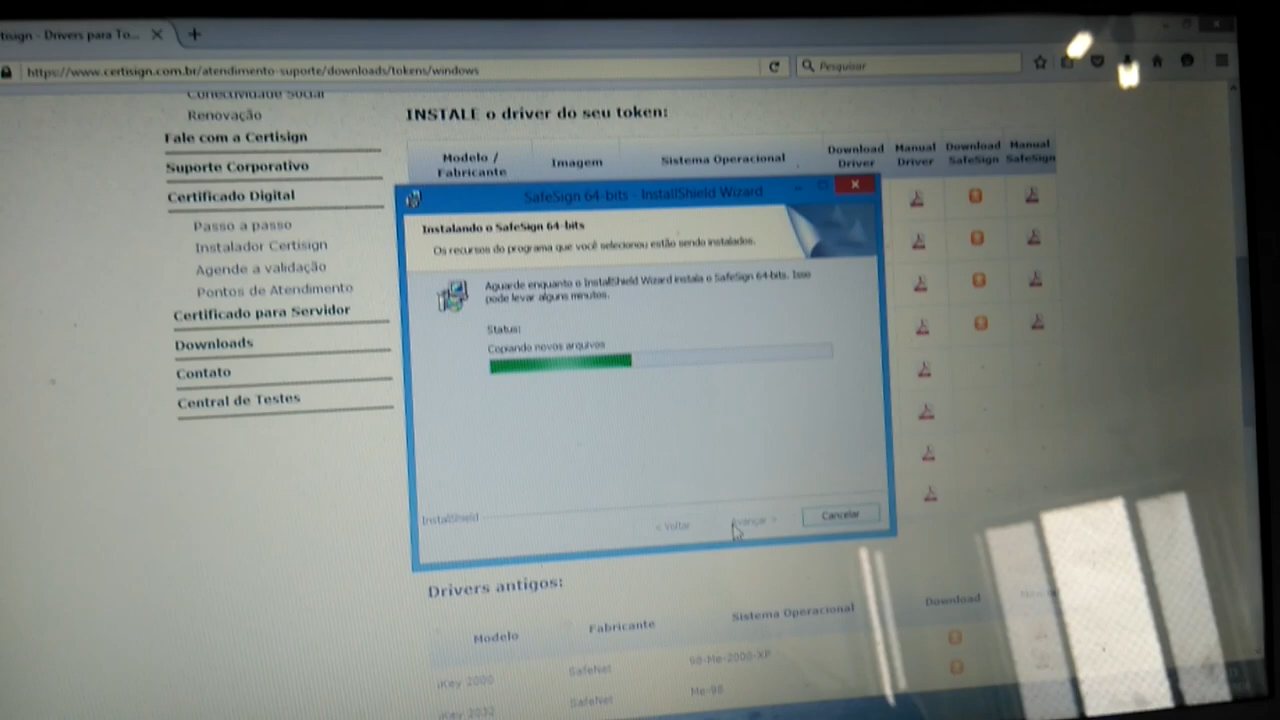 tisign - Drivers para To...
https://www.certisign.com.br/atendimento-suporte/downloads/tokens/windows
Pesquisar
Conectividade Social
Renovação
Fale com a Certisign
Suporte Corporativo
Certificado Digital
Passo a passo
Instalador Certisign
Agende a validação
Pontos de Atendimento
Certificado para Servidor
Downloads
Contato
Central de Testes
INSTALE o driver do seu token:
Modelo / Fabricante
Imagem
Sistema Operacional
Download Driver
Manual Driver
Download SafeSign
Manual SafeSign
SafeSign 64-bits - InstallShield Wizard
Instalando o SafeSign 64-bits
Os recursos do programa que você selecionou estão sendo instalados.
Aguarde enquanto o InstallShield Wizard instala o SafeSign 64-bits. Isso
pode levar alguns minutos.
Status:
Copiando novos arquivos
InstallShield
< Voltar
Avançar >
Cancelar
Drivers antigos:
Modelo
Fabricante
Sistema Operacional
Download
iKey 2000
SafeNet
98-Me-2000-XP
iKey 2032
SafeNet
Me-98